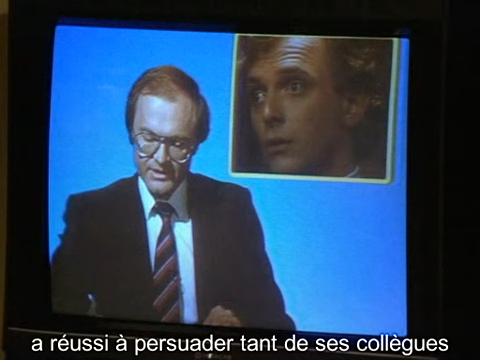 a réussi à persuader tant de ses collègues